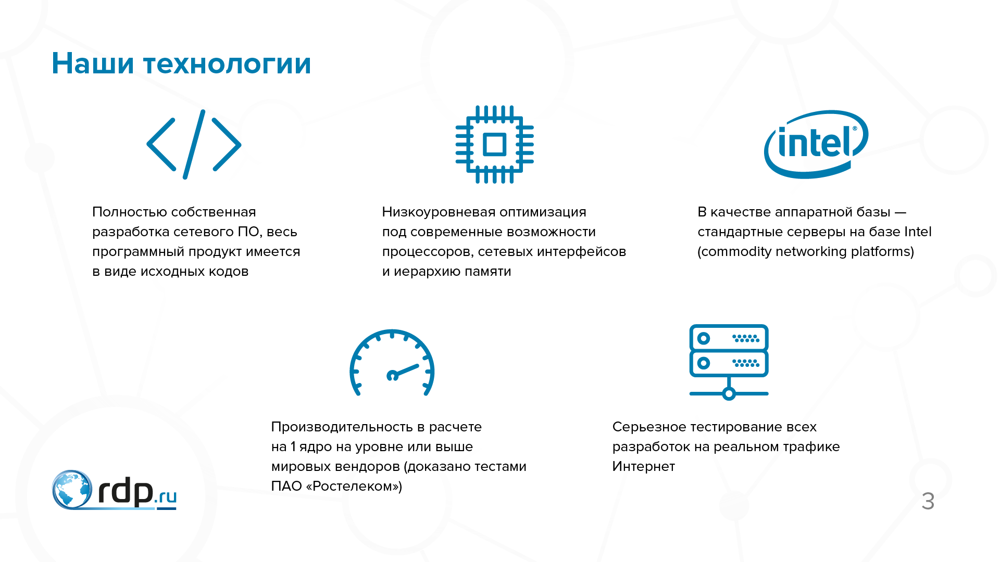 Наши технологии
intel®
Полностью собственная
разработка сетевого ПО, весь
программный продукт имеется
в виде исходных кодов
Низкоуровневая оптимизация
под современные возможности
процессоров, сетевых интерфейсов
и иерархию памяти
В качестве аппаратной базы —
стандартные серверы на базе Intel
(commodity networking platforms)
Производительность в расчете
на 1 ядро на уровне или выше
мировых вендоров (доказано тестами
ПАО «Ростелеком»)
Серьезное тестирование всех
разработок на реальном трафике
Интернет
rdp.ru
3